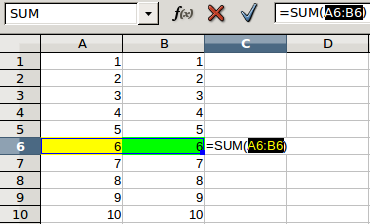 SUM f(x) =SUM(A6:B6)
A B C D
1 1 1
2 2 2
3 3 3
4 4 4
5 5 5
6 6 6 =SUM(A6:B6)
7 7 7
8 8 8
9 9 9
10 10 10